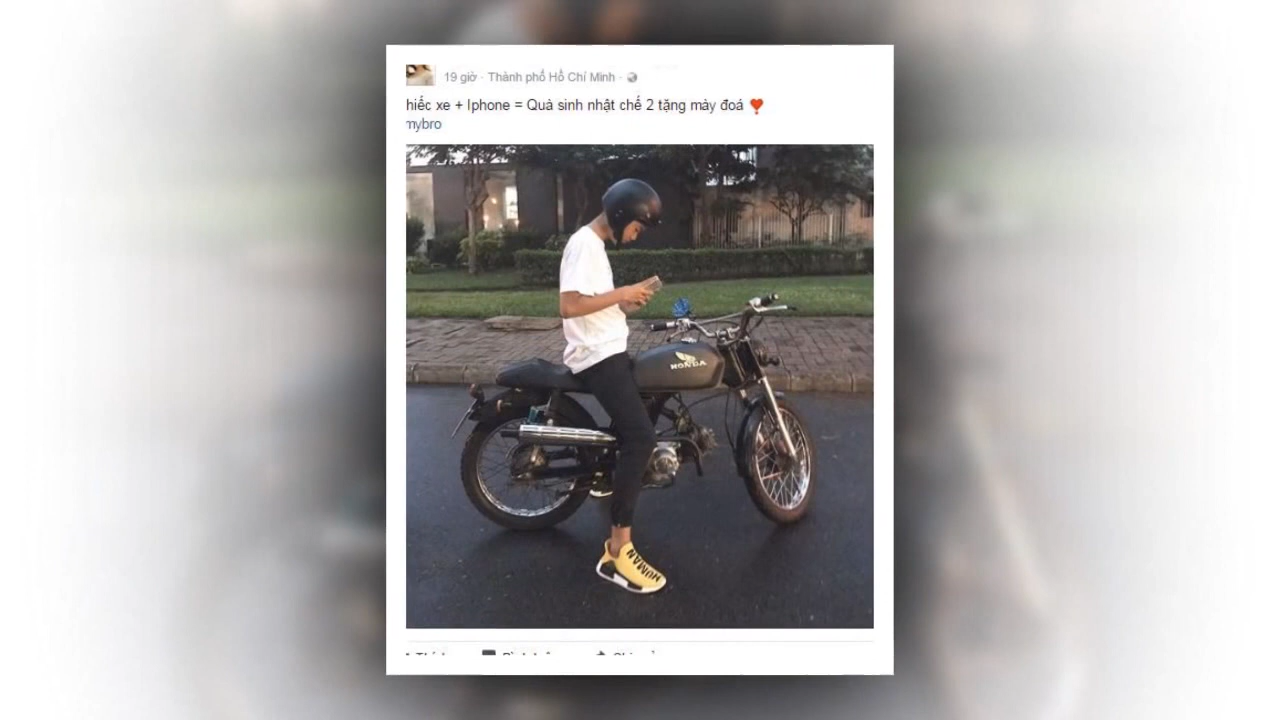 19 giờ · Thành phố Hồ Chí Minh ·
hiếc xe + Iphone = Quà sinh nhật chế 2 tặng mày đoá
mybro
HONDA
HUMAN